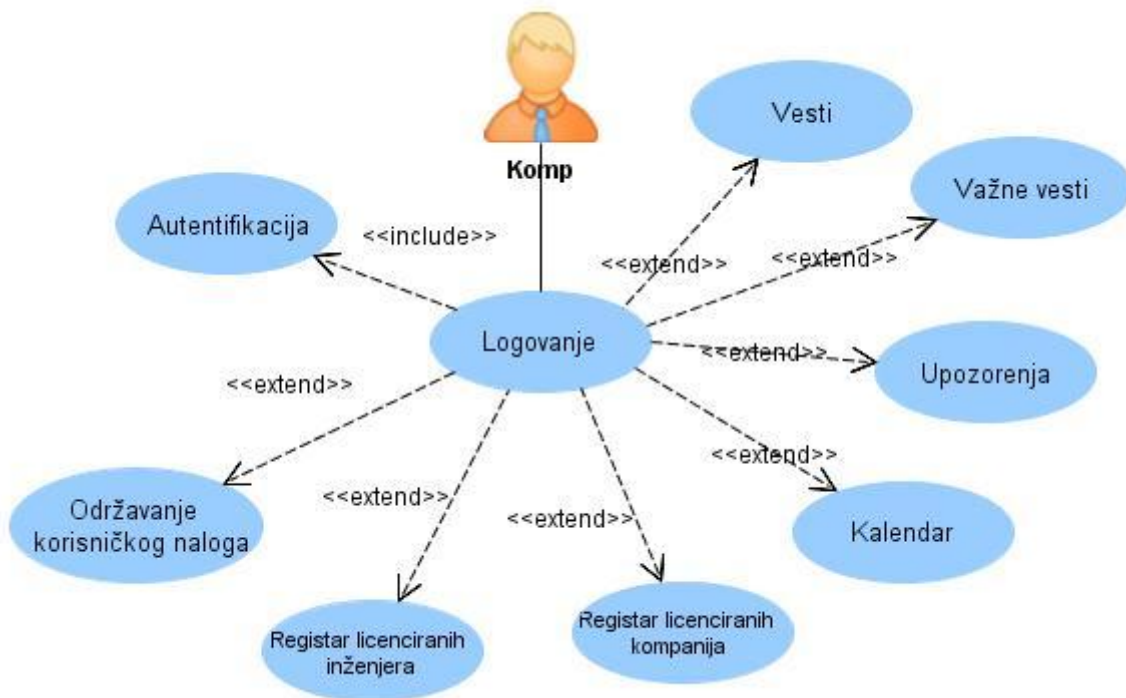 Vesti
Komp
Važne vesti
Autentifikacija
<<include>>
<<extend>>
<<extend>>
Logovanje
<<extend>>
Upozorenja
<<extend>>
<<extend>>
<<extend>>
<<extend>>
Održavanje
korisničkog naloga
Kalendar
Registar licenciranih
inženjera
Registar licenciranih
kompanija